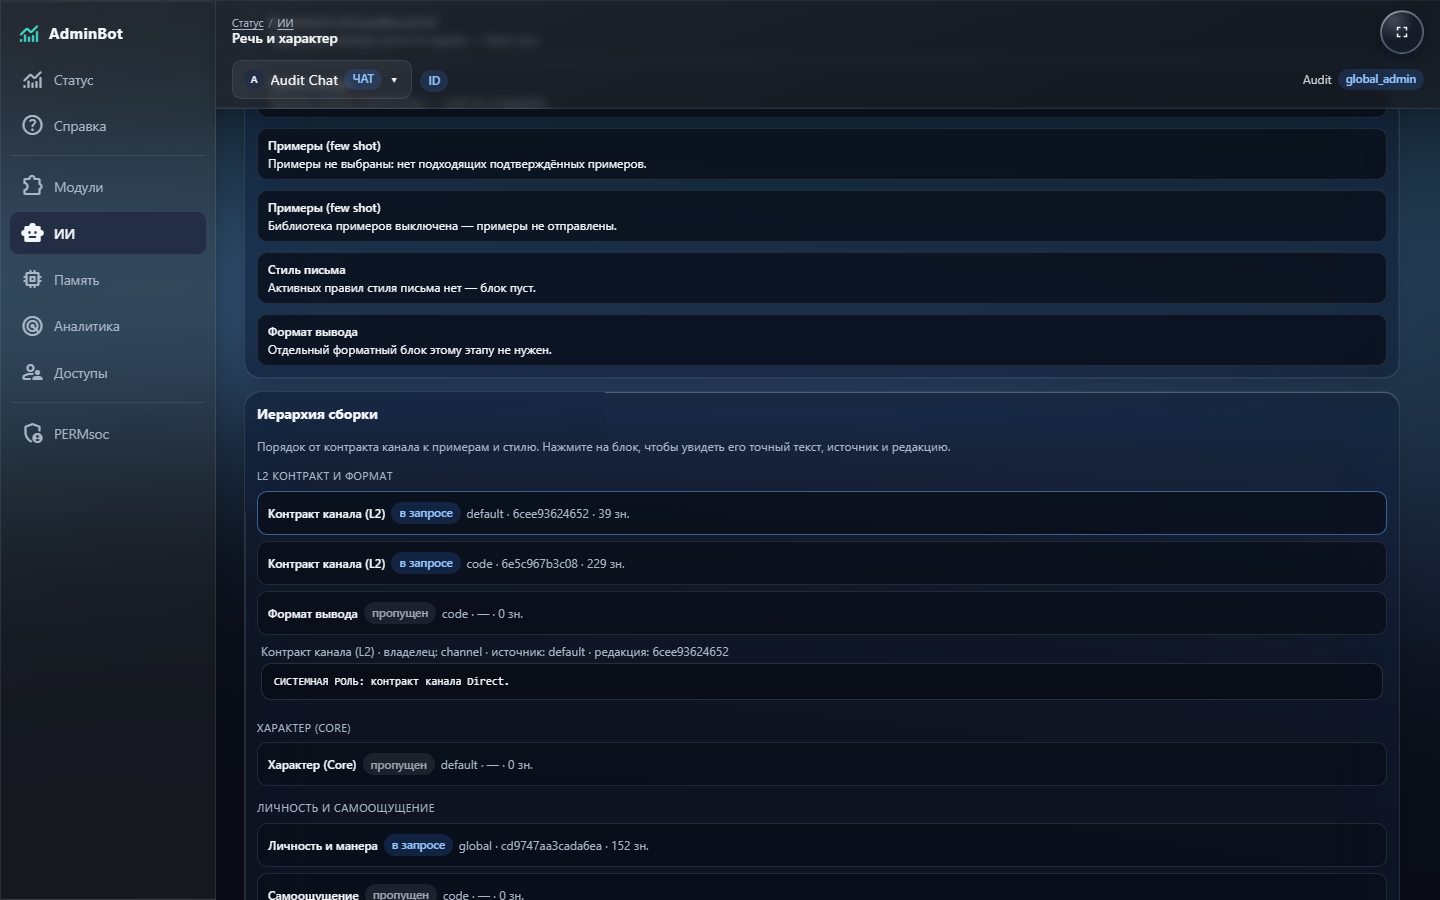 AdminBot
Статус
Справка
Модули
ИИ
Память
Аналитика
Доступы
PERMsoc
Статус / ИИ
Речь и характер
A Audit Chat ЧАТ ▾ ID
Audit global_admin
Примеры (few shot)
Примеры не выбраны: нет подходящих подтверждённых примеров.
Примеры (few shot)
Библиотека примеров выключена — примеры не отправлены.
Стиль письма
Активных правил стиля письма нет — блок пуст.
Формат вывода
Отдельный форматный блок этому этапу не нужен.
Иерархия сборки
Порядок от контракта канала к примерам и стилю. Нажмите на блок, чтобы увидеть его точный текст, источник и редакцию.
L2 КОНТРАКТ И ФОРМАТ
Контракт канала (L2) в запросе default · 6cee93624652 · 39 зн.
Контракт канала (L2) в запросе code · 6e5c967b3c08 · 229 зн.
Формат вывода пропущен code · — · 0 зн.
Контракт канала (L2) · владелец: channel · источник: default · редакция: 6cee93624652
СИСТЕМНАЯ РОЛЬ: контракт канала Direct.
ХАРАКТЕР (CORE)
Характер (Core) пропущен default · — · 0 зн.
ЛИЧНОСТЬ И САМООЩУЩЕНИЕ
Личность и манера в запросе global · cd9747aa3cada6ea · 152 зн.
Самоощущение пропущен code · — · 0 зн.